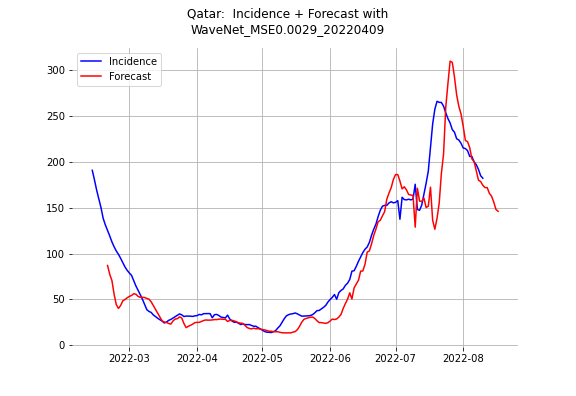 Qatar:  Incidence + Forecast with
WaveNet_MSE0.0029_20220409
Incidence
Forecast
300
250
200
150
100
50
0
2022-03 2022-04 2022-05 2022-06 2022-07 2022-08